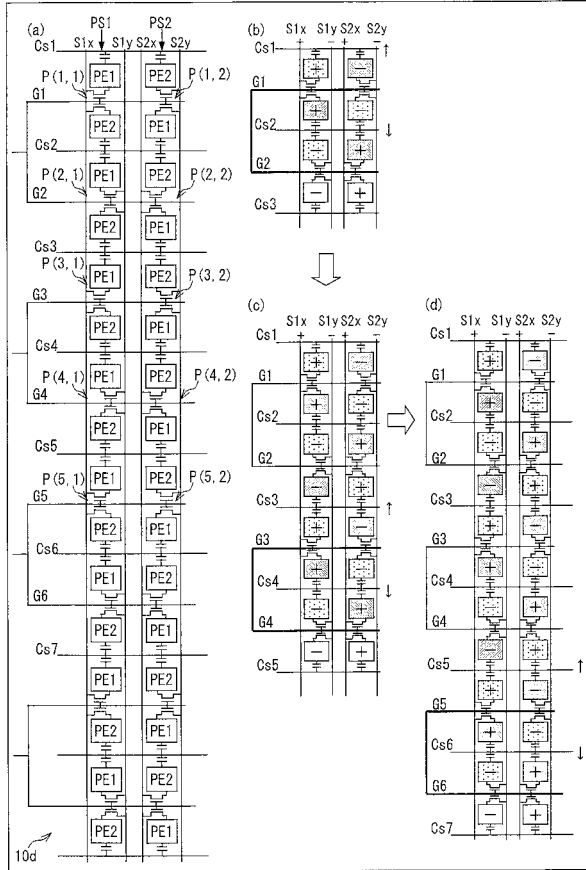 (a) PS1 PS2
S1x S1y S2x S2y
Cs1
PE1 PE2
P(1, 1) P(1, 2)
G1
PE2 PE1
Cs2
PE1 PE2
P(2, 1) P(2, 2)
G2
PE2 PE1
Cs3
PE1 PE2
P(3, 1) P(3, 2)
G3
PE2 PE1
Cs4
P(4, 1) PE1 PE2 P(4, 2)
G4
PE2 PE1
Cs5
P(5, 1) PE1 PE2 P(5, 2)
G5
PE2 PE1
Cs6
PE1 PE2
G6
PE2 PE1
Cs7
PE1 PE2
PE2 PE1
PE1 PE2
PE2 PE1
10d
(b) S1x S1y S2x S2y
+ − + −
Cs1 ↑
+ −
G1
+ −
Cs2 ↓
− +
G2
− +
Cs3
(c) S1x S1y S2x S2y
+ − + −
Cs1
+ −
G1
+ −
Cs2
− +
G2
− +
Cs3 ↑
+ −
G3
+ −
Cs4 ↓
− +
G4
− +
Cs5
(d) S1x S1y S2x S2y
+ − + −
Cs1
+ −
G1
+ −
Cs2
− +
G2
− +
Cs3
+ −
G3
+ −
Cs4
− +
G4
− +
Cs5 ↑
+ −
G5
+ −
Cs6 ↓
− +
G6
− +
Cs7